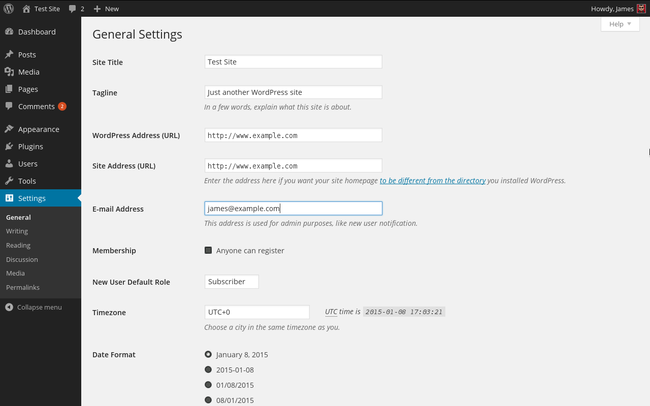 Test Site 2 New Howdy, James
Help
Dashboard
Posts
Media
Pages
Comments 2
Appearance
Plugins
Users
Tools
Settings
General
Writing
Reading
Discussion
Media
Permalinks
Collapse menu
General Settings
Site Title Test Site
Tagline Just another WordPress site
In a few words, explain what this site is about.
WordPress Address (URL) http://www.example.com
Site Address (URL) http://www.example.com
Enter the address here if you want your site homepage to be different from the directory you installed WordPress.
E-mail Address james@example.com
This address is used for admin purposes, like new user notification.
Membership Anyone can register
New User Default Role Subscriber
Timezone UTC+0 UTC time is 2015-01-08 17:03:21
Choose a city in the same timezone as you.
Date Format January 8, 2015
2015-01-08
01/08/2015
08/01/2015